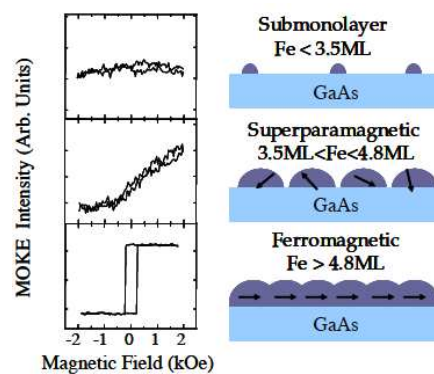 Submonolayer
Fe < 3.5ML
GaAs
Superparamagnetic
3.5ML<Fe<4.8ML
GaAs
Ferromagnetic
Fe > 4.8ML
GaAs
MOKE Intensity (Arb. Units)
-2 -1 0 1 2
Magnetic Field (kOe)